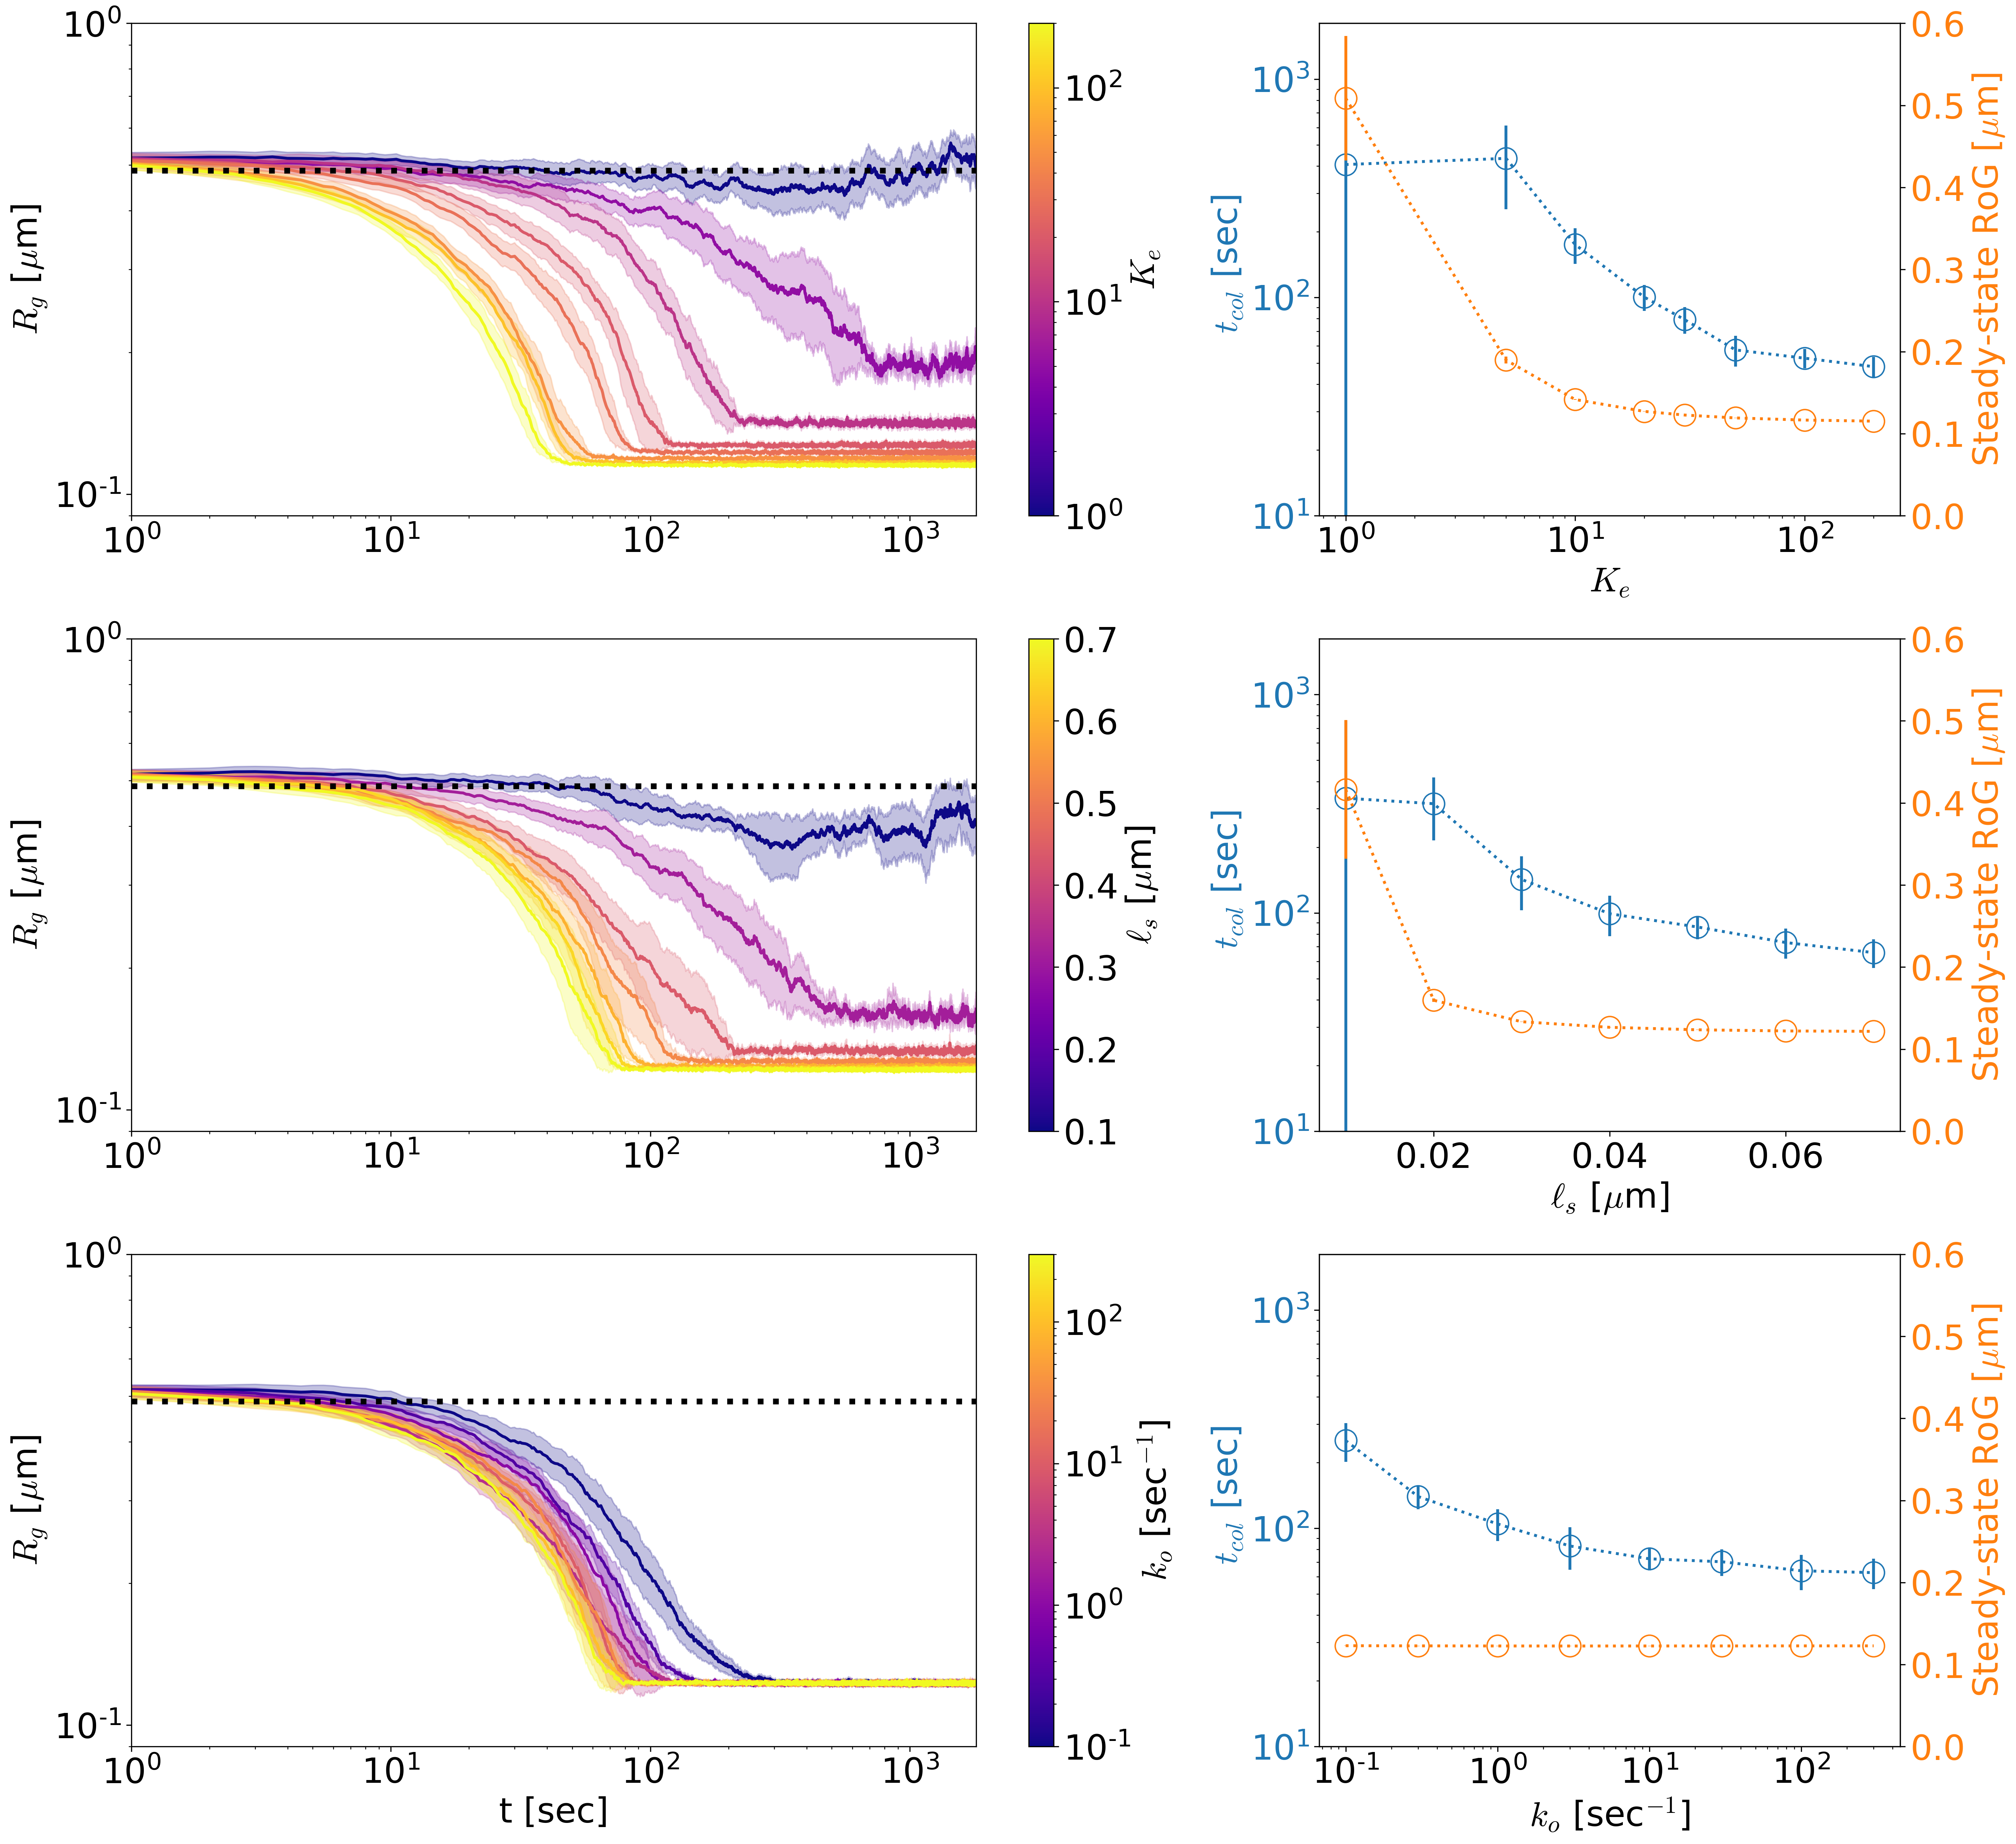 10⁰
10⁻¹
R_g [μm]
10⁰ 10¹ 10² 10³
10² 10¹ 10⁰
K_e
10³ 10² 10¹
t_col [sec]
0.6 0.5 0.4 0.3 0.2 0.1 0.0
Steady-state RoG [μm]
10⁰ 10¹ 10²
K_e
10⁰
10⁻¹
R_g [μm]
10⁰ 10¹ 10² 10³
0.7 0.6 0.5 0.4 0.3 0.2 0.1
ℓ_s [μm]
10³ 10² 10¹
t_col [sec]
0.6 0.5 0.4 0.3 0.2 0.1 0.0
Steady-state RoG [μm]
0.02 0.04 0.06
ℓ_s [μm]
10⁰
10⁻¹
R_g [μm]
10⁰ 10¹ 10² 10³
t [sec]
10² 10¹ 10⁰ 10⁻¹
k_o [sec⁻¹]
10³ 10² 10¹
t_col [sec]
0.6 0.5 0.4 0.3 0.2 0.1 0.0
Steady-state RoG [μm]
10⁻¹ 10⁰ 10¹ 10²
k_o [sec⁻¹]